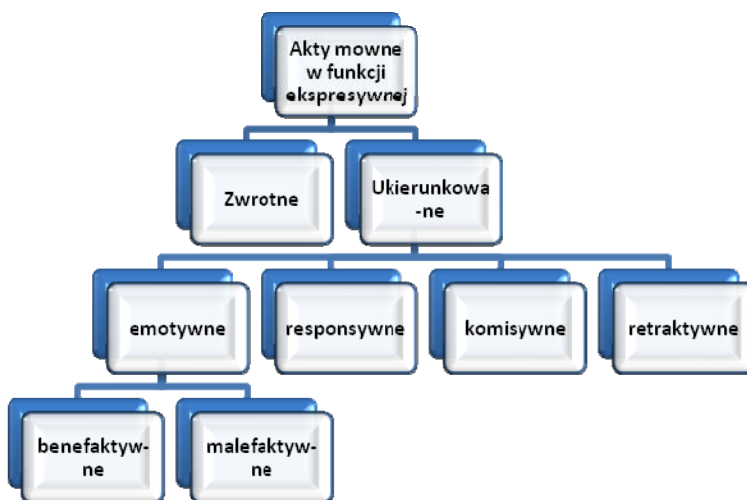 Akty mowne
w funkcji
ekspresywnej
Zwrotne
Ukierunkowa
-ne
emotywne
responsywne
komisywne
retraktywne
benefaktyw-
ne
malefaktyw-
ne